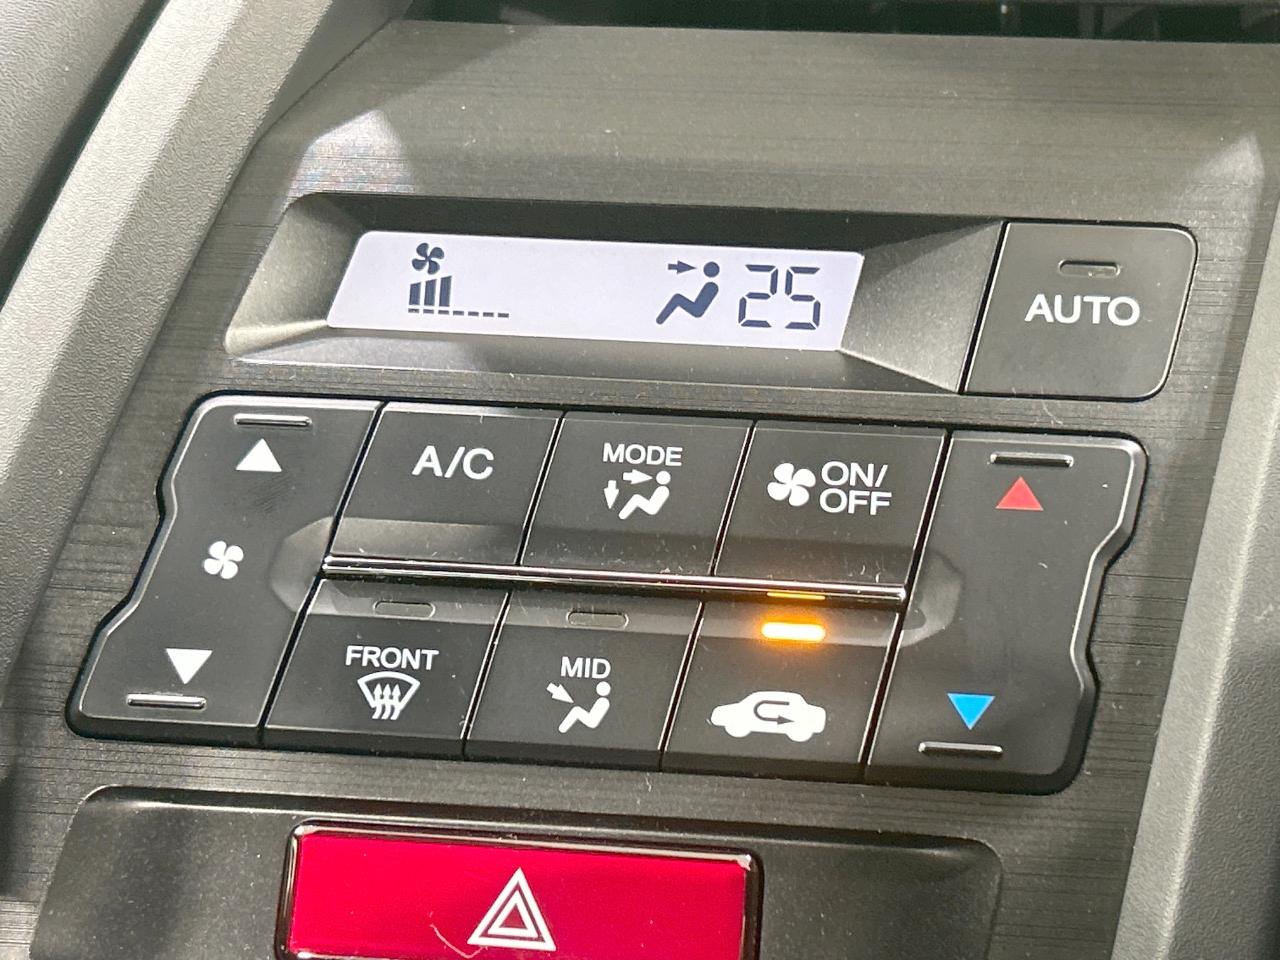 25
AUTO
A/C
MODE
ON/
OFF
FRONT
MID